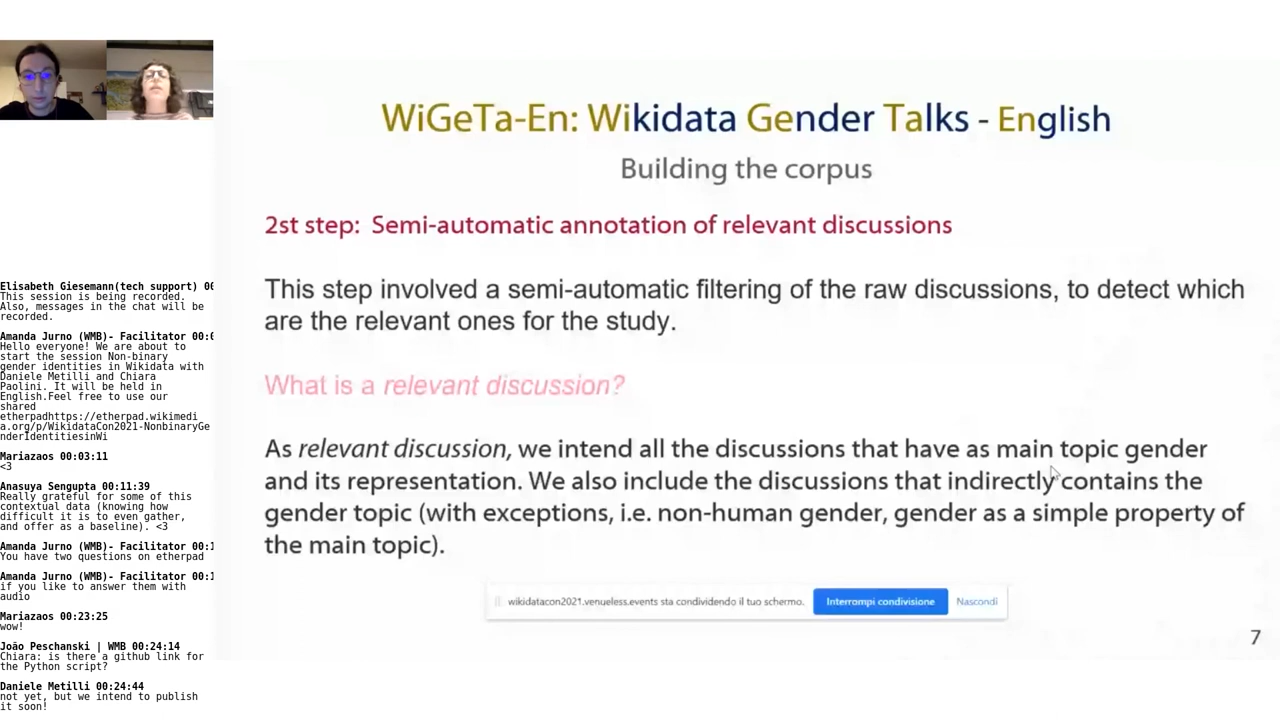 WiGeTa-En: Wikidata Gender Talks - English
Building the corpus
2st step: Semi-automatic annotation of relevant discussions
This step involved a semi-automatic filtering of the raw discussions, to detect which
are the relevant ones for the study.
What is a relevant discussion?
As relevant discussion, we intend all the discussions that have as main topic gender
and its representation. We also include the discussions that indirectly contains the
gender topic (with exceptions, i.e. non-human gender, gender as a simple property of
the main topic).
wikidatacon2021.venueless.events sta condividendo il tuo schermo.
Interrompi condivisione
Nascondi
7
Elisabeth Giesemann(tech support) 00
This session is being recorded.
Also, messages in the chat will be
recorded.
Amanda Jurno (WMB)- Facilitator 00:0
Hello everyone! We are about to
start the session Non-binary
gender identities in Wikidata with
Daniele Metilli and Chiara
Paolini. It will be held in
English.Feel free to use our
shared
etherpadhttps://etherpad.wikimedi
a.org/p/WikidataCon2021-NonbinaryGe
nderIdentitiesinWi
Mariazaos 00:03:11
<3
Anasuya Sengupta 00:11:39
Really grateful for some of this
contextual data (knowing how
difficult it is to even gather,
and offer as a baseline). <3
Amanda Jurno (WMB)- Facilitator 00:1
You have two questions on etherpad
Amanda Jurno (WMB)- Facilitator 00:1
if you like to answer them with
audio
Mariazaos 00:23:25
wow!
João Peschanski | WMB 00:24:14
Chiara: is there a github link for
the Python script?
Daniele Metilli 00:24:44
not yet, but we intend to publish
it soon!